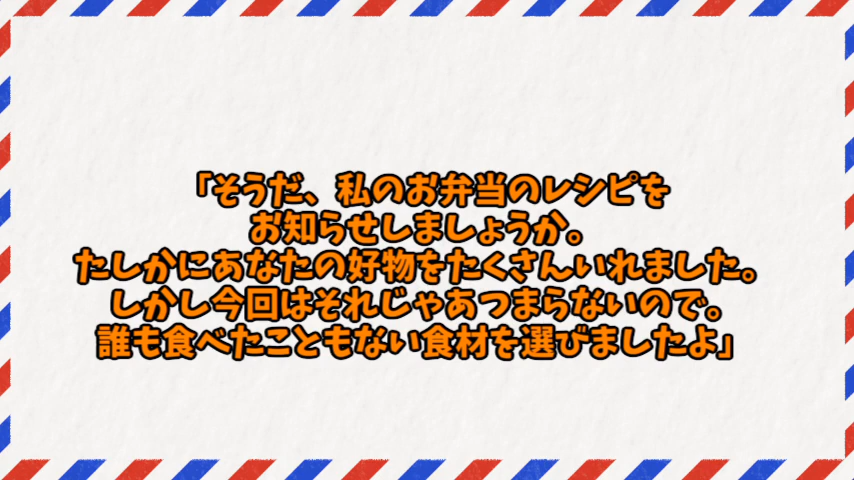 「そうだ、私のお弁当のレシピを
お知らせしましょうか。
たしかにあなたの好物をたくさんいれました。
しかし今回はそれじゃあつまらないので。
誰も食べたこともない食材を選びましたよ」